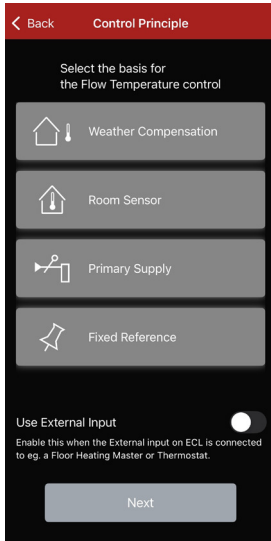 Back
Control Principle
Select the basis for
the Flow Temperature control
Weather Compensation
Room Sensor
Primary Supply
Fixed Reference
Use External Input
Enable this when the External input on ECL is connected
to eg. a Floor Heating Master or Thermostat.
Next